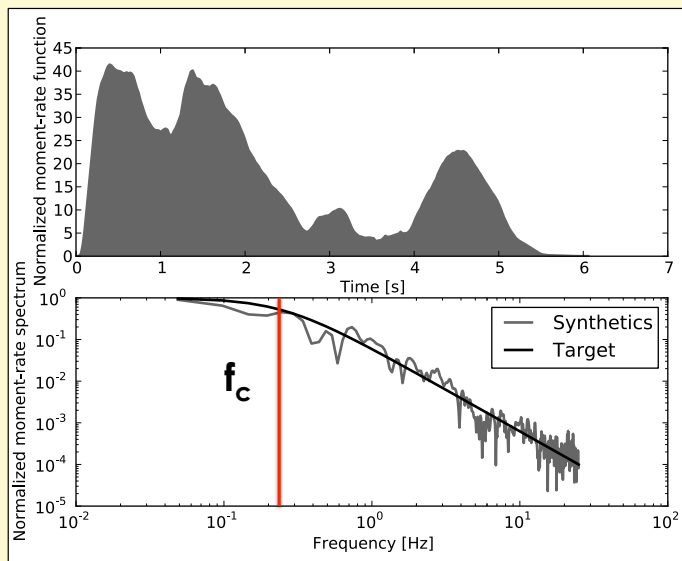 Normalized moment-rate function
45
40
35
30
25
20
15
10
5
0
0 1 2 3 4 5 6 7
Time [s]
Normalized moment-rate spectrum
10^0
10^-1
10^-2
10^-3
10^-4
10^-5
f_c
Synthetics
Target
10^-2 10^-1 10^0 10^1 10^2
Frequency [Hz]